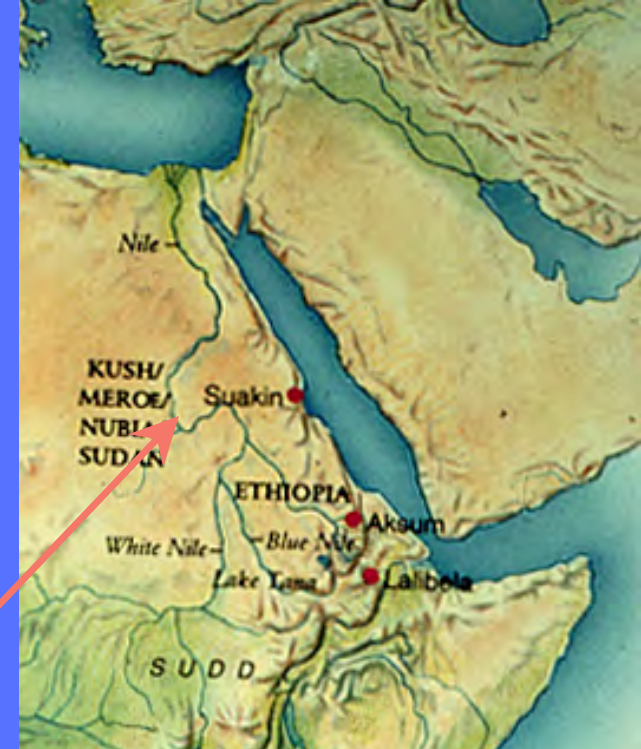 Nile
KUSH/
MEROE/
NUBIA
SUDAN
Suakin
ETHIOPIA
Aksum
White Nile
Blue Nile
Lake Tana
Lalibela
SUDD